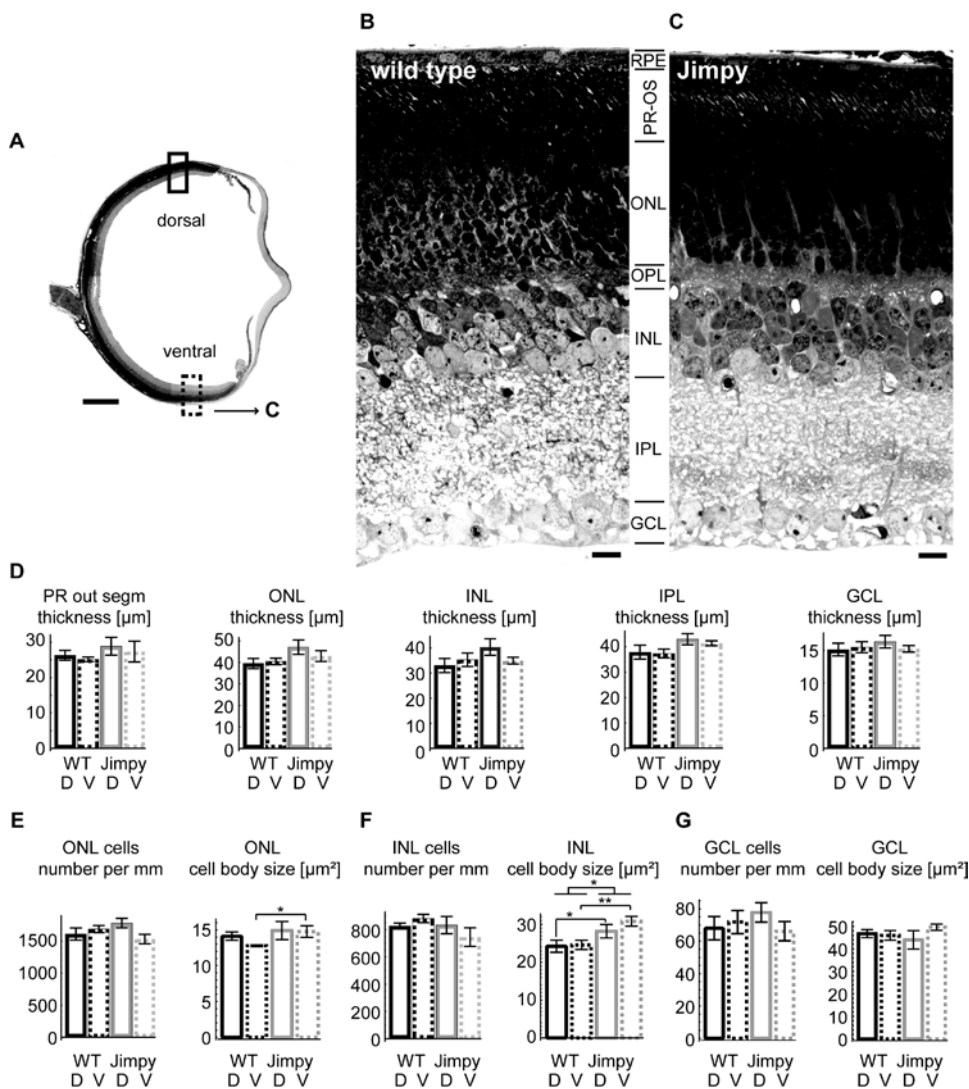 B
C
wild type
RPE
Jimpy
PR-OS
A
dorsal
ONL
OPL
ventral
INL
C
IPL
GCL
D
PR out segm
thickness [µm]
30
20
10
0
WT Jimpy
D V D V
ONL
thickness [µm]
50
40
30
20
10
0
WT Jimpy
D V D V
INL
thickness [µm]
40
30
20
10
0
WT Jimpy
D V D V
IPL
thickness [µm]
40
30
20
10
0
WT Jimpy
D V D V
GCL
thickness [µm]
15
10
5
0
WT Jimpy
D V D V
E
ONL cells
number per mm
1500
1000
500
0
WT Jimpy
D V D V
ONL
cell body size [µm²]
*
15
10
5
0
WT Jimpy
D V D V
F
INL cells
number per mm
800
600
400
200
0
WT Jimpy
D V D V
INL
cell body size [µm²]
*
**
*
30
20
10
0
WT Jimpy
D V D V
G
GCL cells
number per mm
80
60
40
20
0
WT Jimpy
D V D V
GCL
cell body size [µm²]
50
40
30
20
10
0
WT Jimpy
D V D V